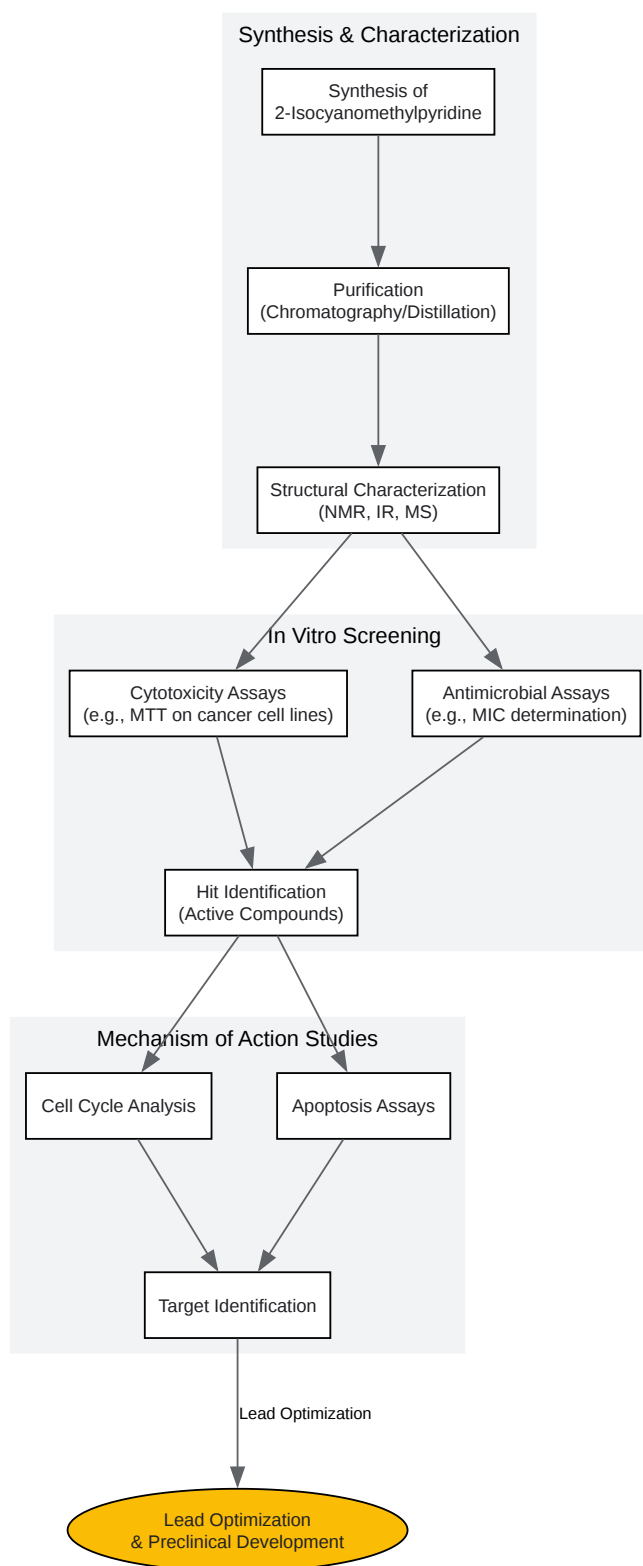 Synthesis & Characterization
Synthesis of
2-Isocyanomethylpyridine
Purification
(Chromatography/Distillation)
Structural Characterization
(NMR, IR, MS)
In Vitro Screening
Cytotoxicity Assays
(e.g., MTT on cancer cell lines)
Antimicrobial Assays
(e.g., MIC determination)
Hit Identification
(Active Compounds)
Mechanism of Action Studies
Cell Cycle Analysis
Apoptosis Assays
Target Identification
Lead Optimization
Lead Optimization
& Preclinical Development